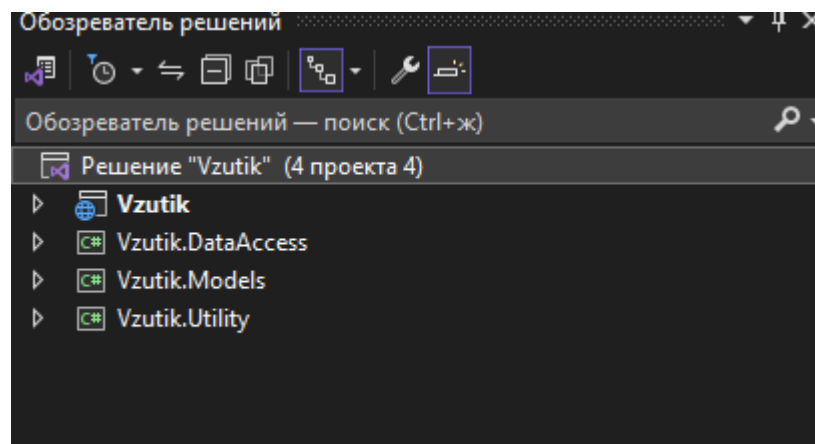 Обозреватель решений
Обозреватель решений — поиск (Ctrl+ж)
Решение "Vzutik" (4 проекта 4)
Vzutik
C# Vzutik.DataAccess
C# Vzutik.Models
C# Vzutik.Utility